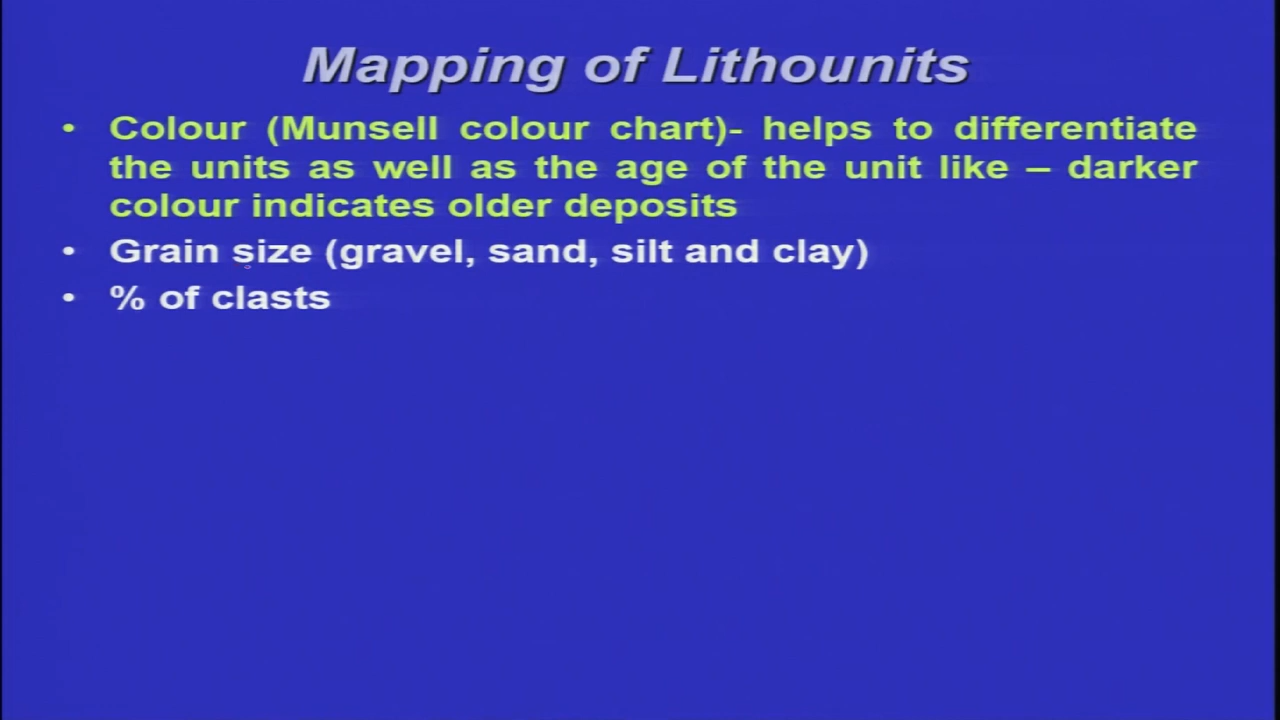 Mapping of Lithounits
• Colour (Munsell colour chart)- helps to differentiate
the units as well as the age of the unit like – darker
colour indicates older deposits
• Grain size (gravel, sand, silt and clay)
• % of clasts